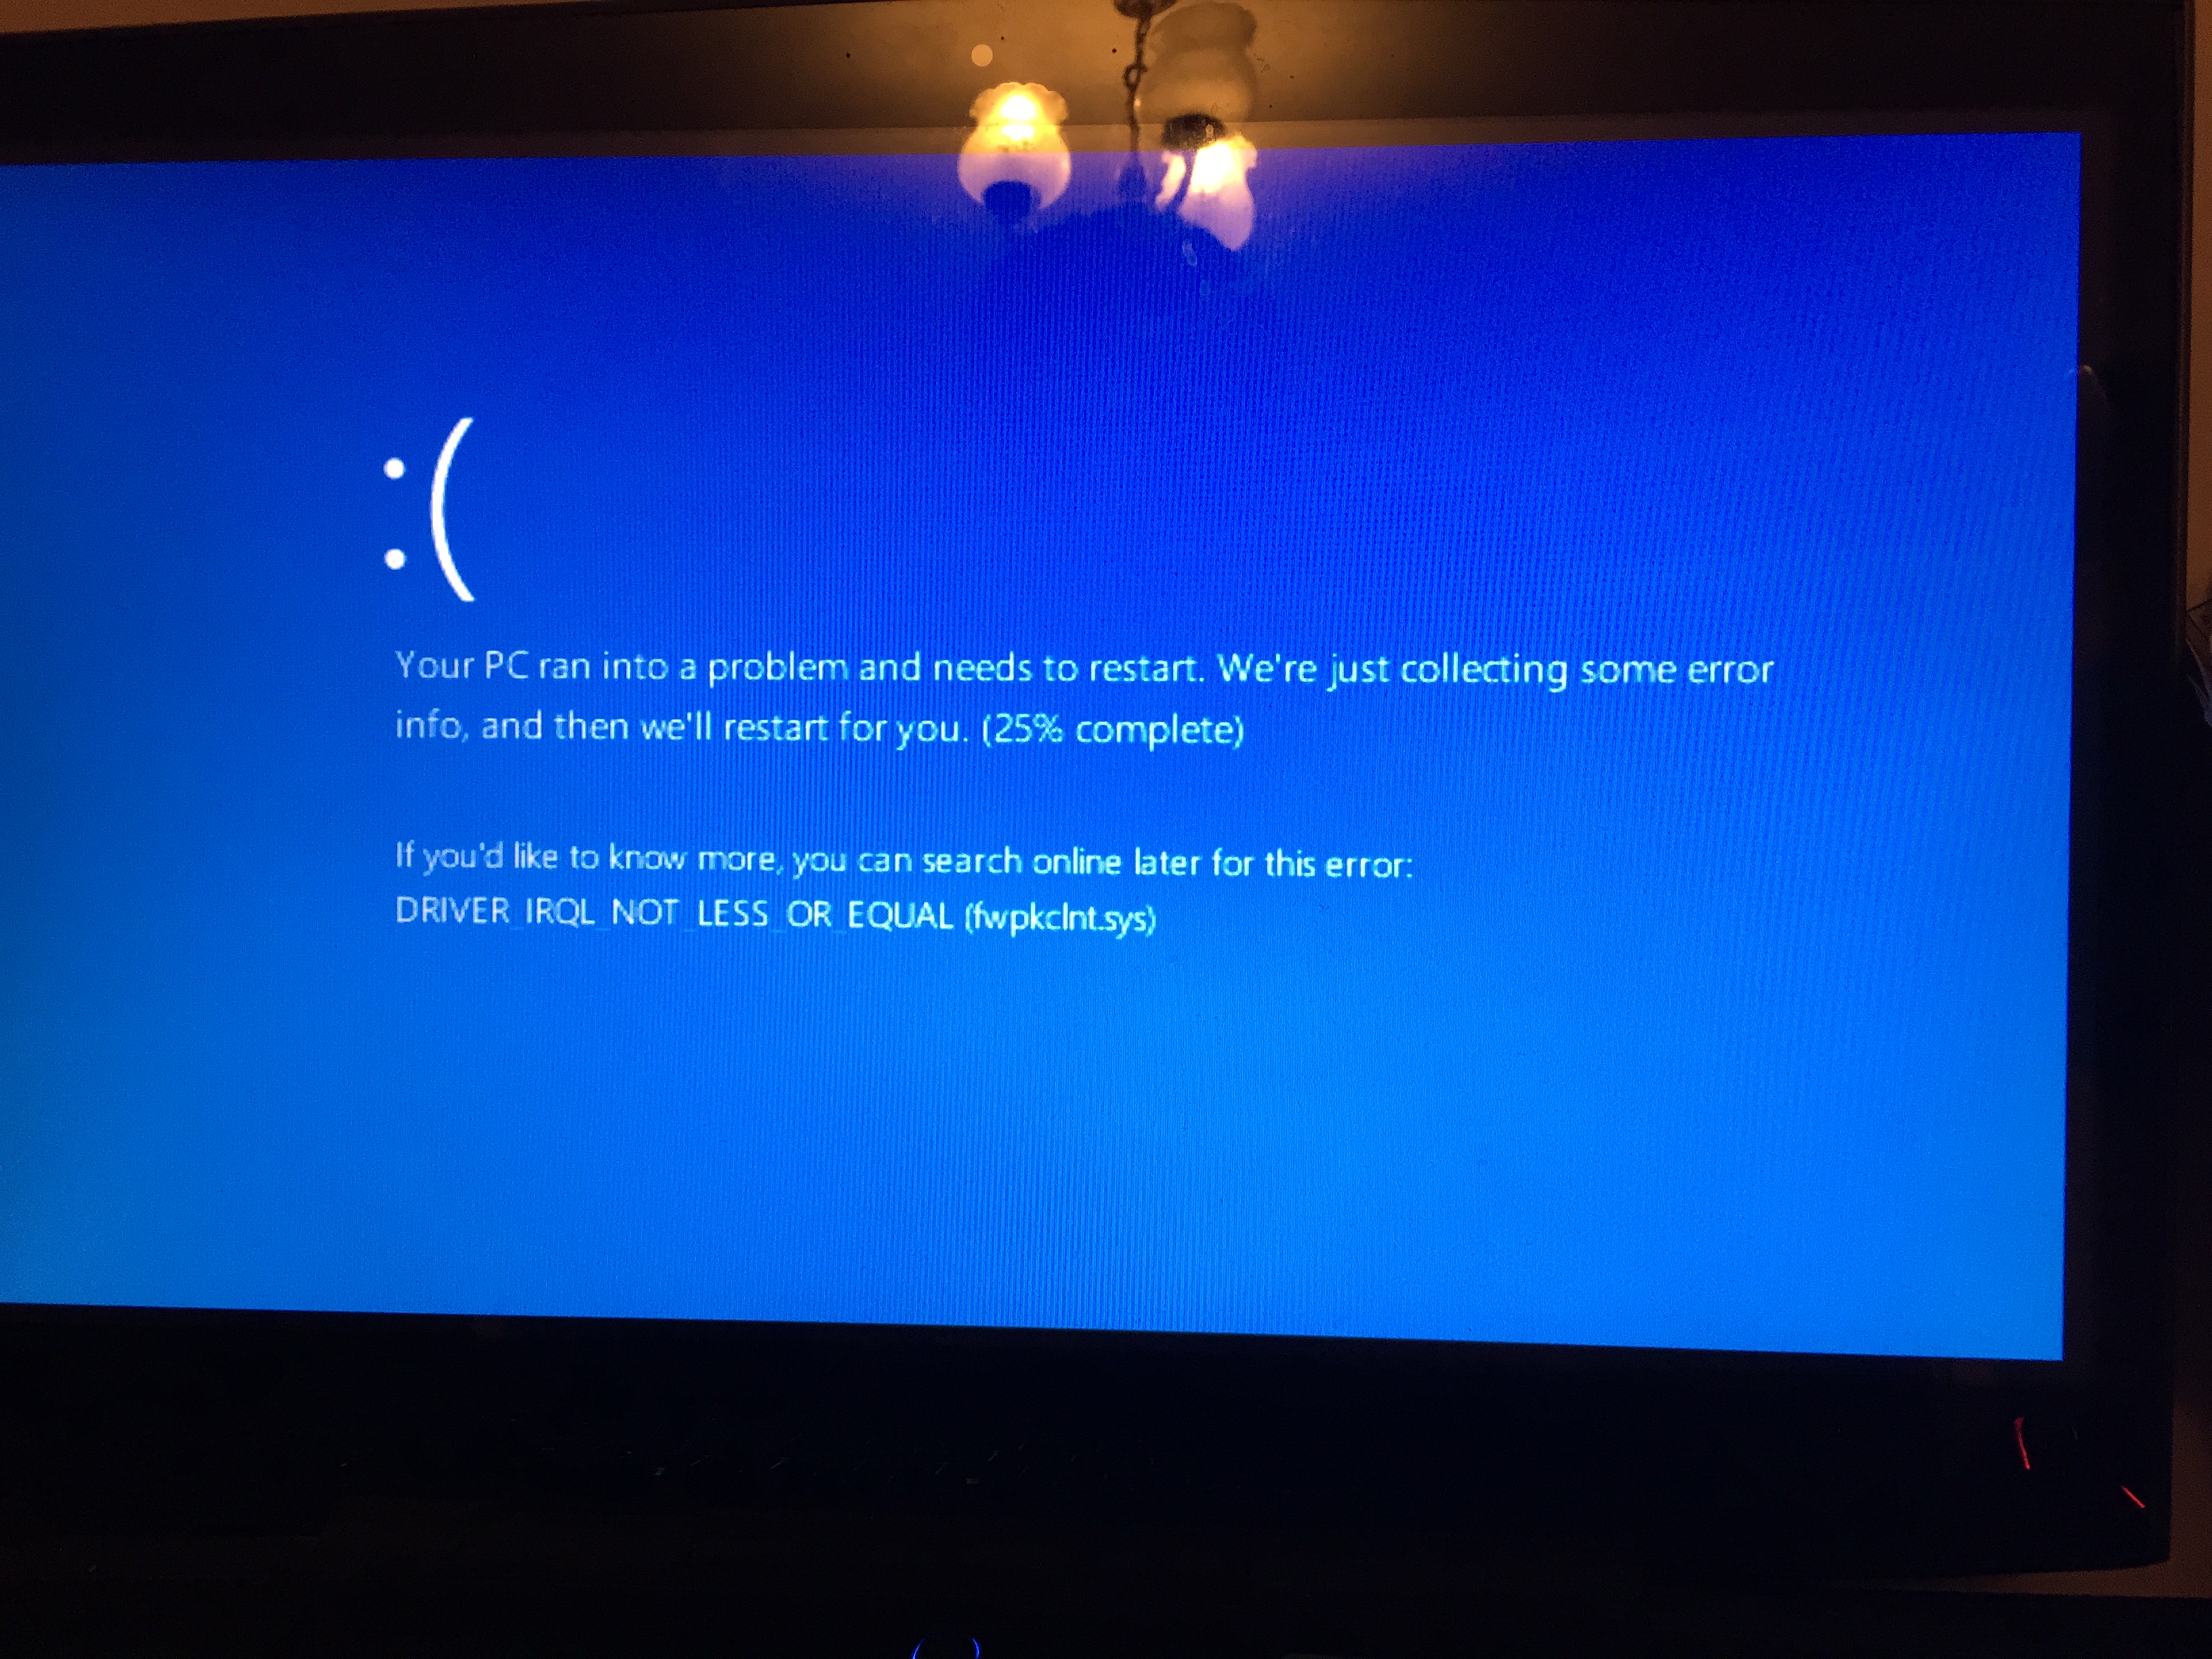 :(
Your PC ran into a problem and needs to restart. We're just collecting some error
info, and then we'll restart for you. (25% complete)
If you'd like to know more, you can search online later for this error:
DRIVER_IRQL_NOT_LESS_OR_EQUAL (fwpkclnt.sys)